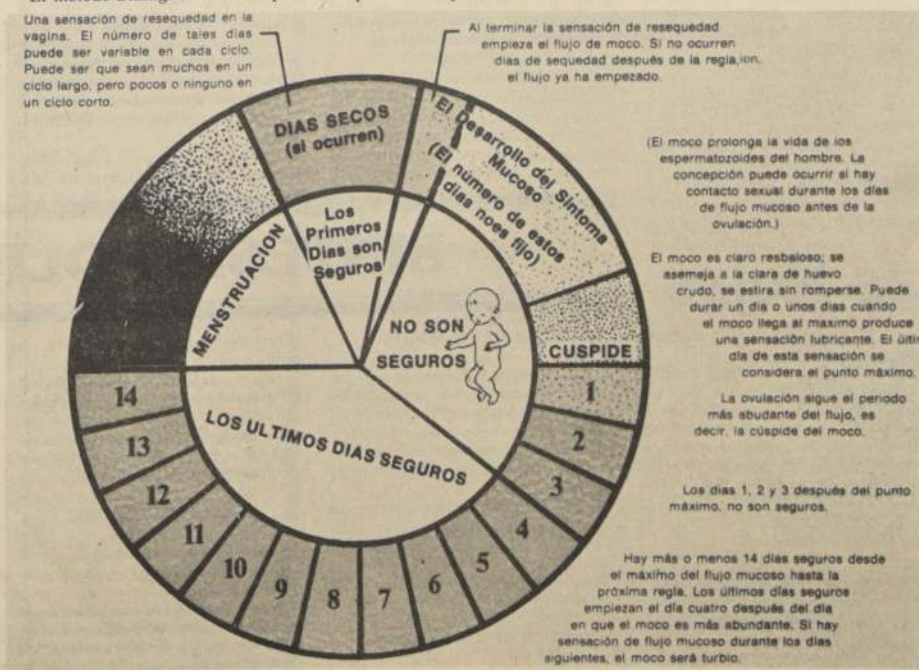 Una sensación de resequedad en la
vagina. El número de tales días
puede ser variable en cada ciclo.
Puede ser que sean muchos en un
ciclo largo, pero pocos o ninguno en
un ciclo corto.
Al terminar la sensación de resequedad
empieza el flujo de moco. Si no ocurren
días de sequedad después de la regla,
el flujo ya ha empezado.
DIAS SECOS
(si ocurren)
El Desarrollo del Síntoma
Mucoso
(El número de estos
días noes fijo)
(El moco prolonga la vida de los
espermatozoides del hombre. La
concepción puede ocurrir si hay
contacto sexual durante los días
de flujo mucoso antes de la
ovulación.)
MENSTRUACION
Los
Primeros
Días son
Seguros
NO SON
SEGUROS
CUSPIDE
El moco es claro resbaloso; se
asemeja a la clara de huevo
crudo, se estira sin romperse. Puede
durar un día o unos días cuando
el moco llega al maximo produce
una sensación lubricante. El
día de esta sensación se
considera el punto máximo.
La ovulación sigue el periodo
más abudante del flujo, es
decir, la cúspide del moco.
LOS ULTIMOS DIAS SEGUROS
1
2
3
4
5
6
7
8
9
10
11
12
13
14
Los días 1, 2 y 3 después del punto
máximo, no son seguros.
Hay más o menos 14 días seguros desde
el máximo del flujo mucoso hasta la
próxima regla. Los últimos días seguros
empiezan el día cuatro después del día
en que el moco es más abundante. Si hay
sensación de flujo mucoso durante los días
siguientes, el moco será turbio.